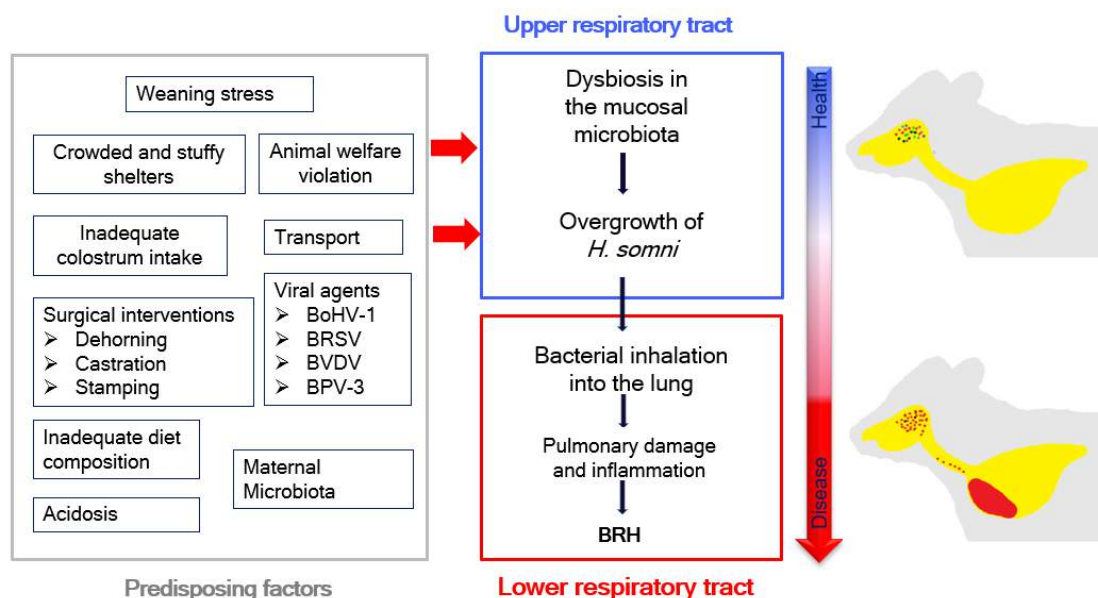 Upper respiratory tract
Weaning stress
Crowded and stuffy
shelters
Animal welfare
violation
Inadequate
colostrum intake
Transport
Surgical interventions
➢ Dehorning
➢ Castration
➢ Stamping
Viral agents
➢ BoHV-1
➢ BRSV
➢ BVDV
➢ BPV-3
Inadequate diet
composition
Maternal
Microbiota
Acidosis
Predisposing factors
Dysbiosis in
the mucosal
microbiota
Overgrowth of
H. somni
Bacterial inhalation
into the lung
Pulmonary damage
and inflammation
BRH
Lower respiratory tract
Health
Disease